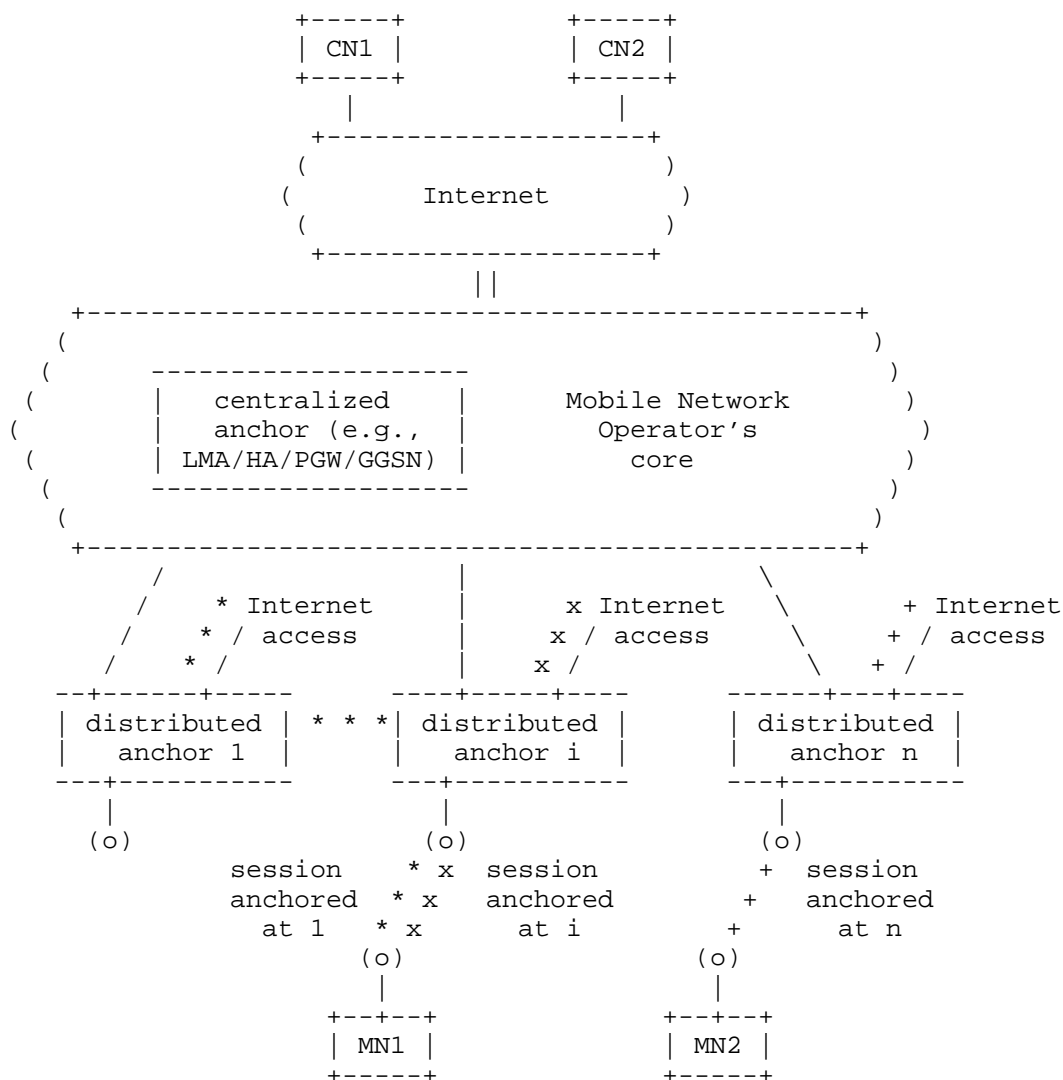 CN1 CN2
Internet
centralized Mobile Network
anchor (e.g., Operator's
LMA/HA/PGW/GGSN) core
* Internet x Internet + Internet
* / access x / access + / access
* / x / + /
distributed * * * distributed distributed
anchor 1 anchor i anchor n
(o) (o) (o)
session * x session + session
anchored * x anchored + anchored
at 1 * x at i + at n
(o) (o)
MN1 MN2